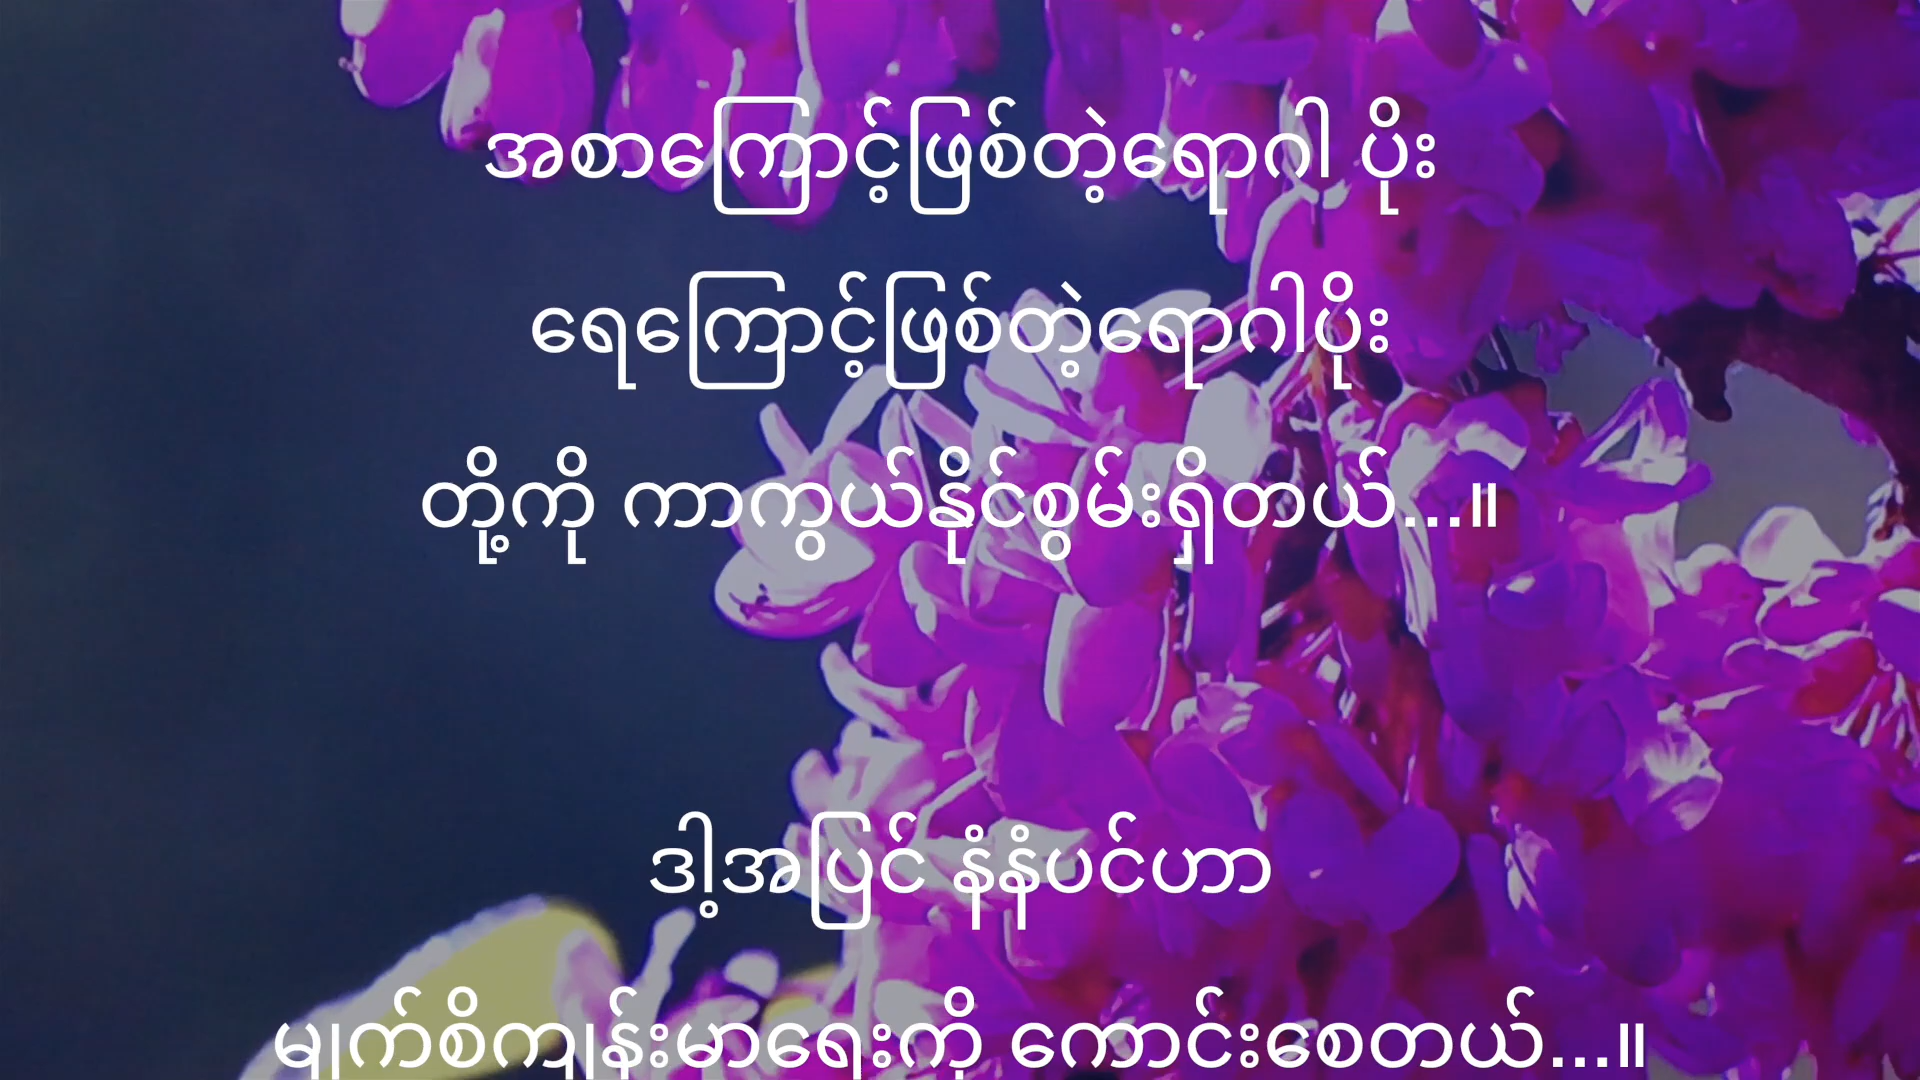 အစာကြောင့်ဖြစ်တဲ့ရောဂါ ပိုး
ရေကြောင့်ဖြစ်တဲ့ရောဂါပိုး
တို့ကို ကာကွယ်နိုင်စွမ်းရှိတယ်...။
ဒါ့အပြင် နံနံပင်ဟာ
မျက်စိကျန်းမာရေးကို ကောင်းစေတယ်...။